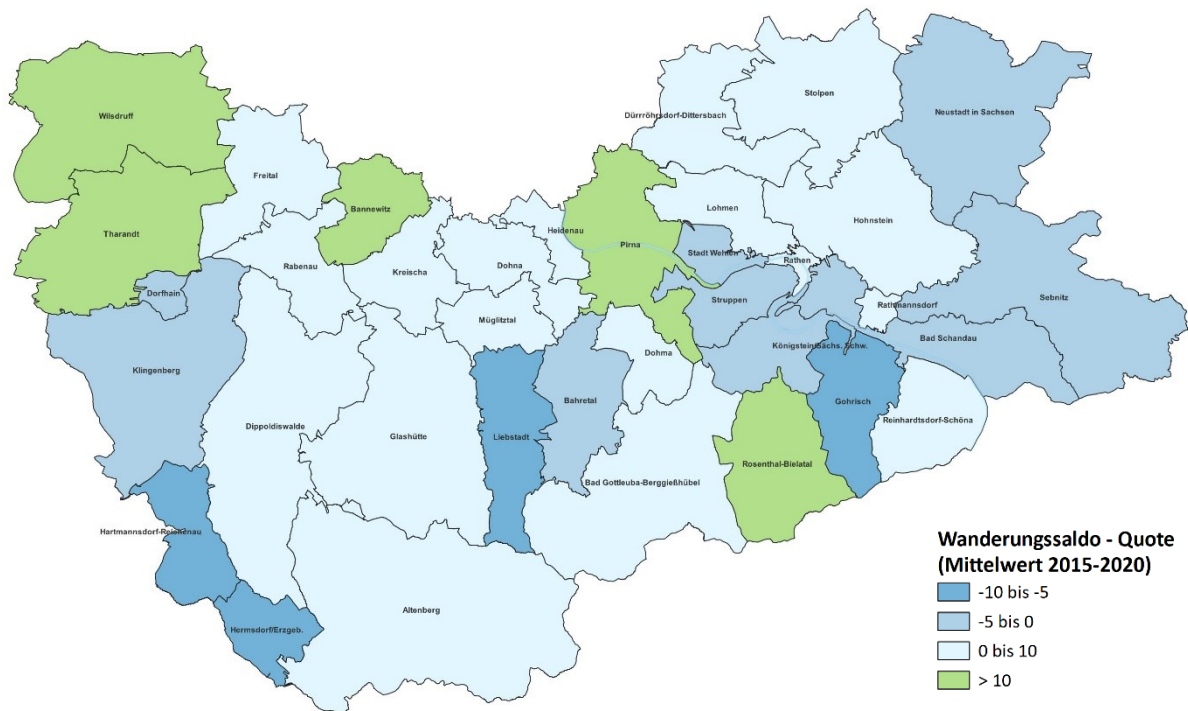 Stolpen
Wilsdruff
Dürrröhrsdorf-Dittersbach
Neustadt in Sachsen
Freital
Bannewitz
Lohmen
Hohnstein
Tharandt
Heidenau
Pirna
Stadt Wehlen
Rathen
Rabenau
Kreischa
Dohna
Dorfhain
Struppen
Rathmannsdorf
Sebnitz
Müglitztal
Bad Schandau
Königstein/Sächs. Schw.
Dohma
Klingenberg
Bahretal
Gohrisch
Reinhardtsdorf-Schöna
Dippoldiswalde
Glashütte
Liebstadt
Rosenthal-Bielatal
Bad Gottleuba-Berggießhübel
Hartmannsdorf-Reichenau
Altenberg
Hermsdorf/Erzgeb.
Wanderungssaldo - Quote
(Mittelwert 2015-2020)
-10 bis -5
-5 bis 0
0 bis 10
> 10